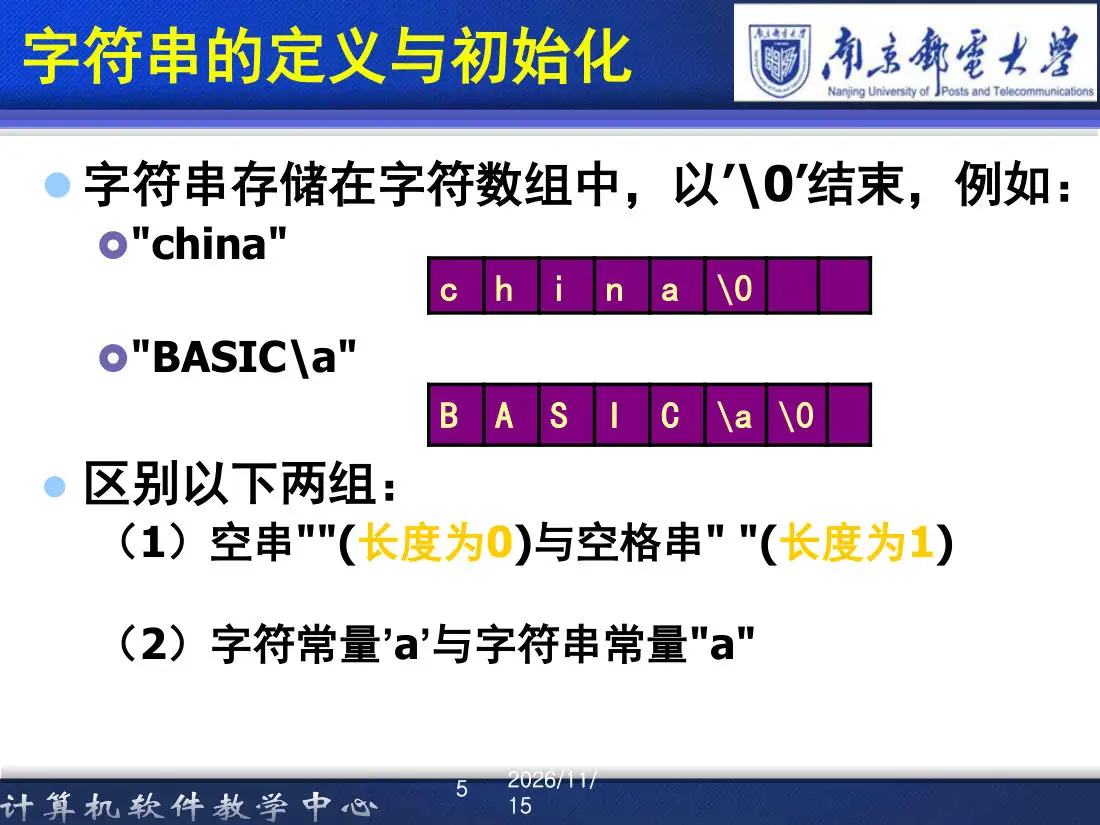 字符串的定义与初始化
南京郵電大學
Nanjing University of Posts and Telecommunications
字符串存储在字符数组中，以′\0′结束，例如：
"china"
c h i n a \0
"BASIC\a"
B A S I C \a \0
区别以下两组：
（1）空串""(长度为0)与空格串" "(长度为1)
（2）字符常量’a’与字符串常量"a"
计算机软件教学中心
5
2026/11/
15